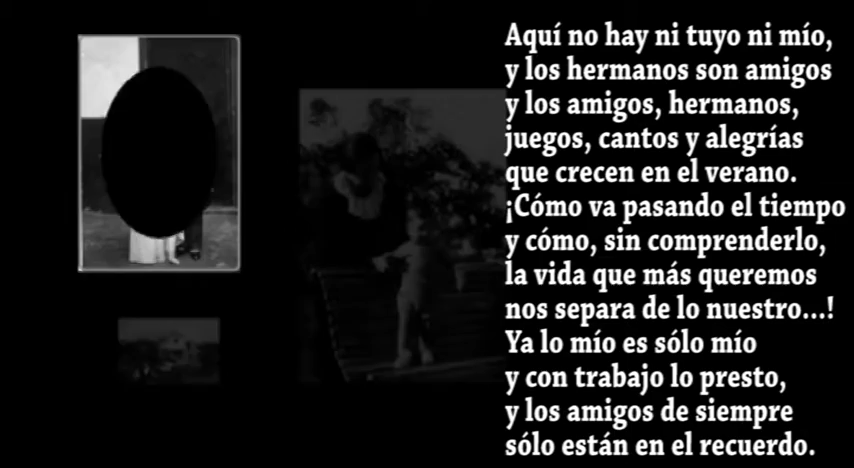 Aquí no hay ni tuyo ni mío,
y los hermanos son amigos
y los amigos, hermanos,
juegos, cantos y alegrías
que crecen en el verano.
¡Cómo va pasando el tiempo
y cómo, sin comprenderlo,
la vida que más queremos
nos separa de lo nuestro...!
Ya lo mío es sólo mío
y con trabajo lo presto,
y los amigos de siempre
sólo están en el recuerdo.